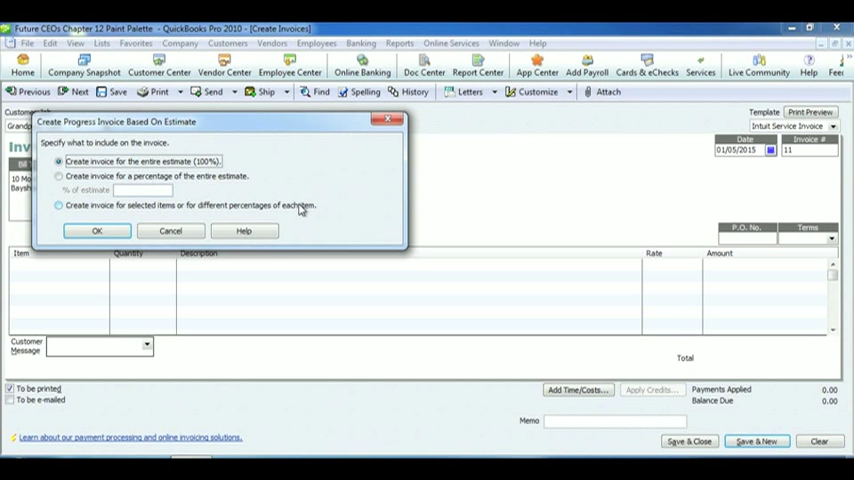 Future CEOs Chapter 12 Paint Palette - QuickBooks Pro 2010 - [Create Invoices]
File Edit View Lists Favorites Company Customers Vendors Employees Banking Reports Online Services Window Help
Home Company Snapshot Customer Center Vendor Center Employee Center Online Banking Doc Center Report Center App Center Add Payroll Cards & eChecks Services Live Community Help Fee
Previous Next Save Print Send Ship Find Spelling History Letters Customize Attach
Template Print Preview
Create Progress Invoice Based On Estimate
Intuit Service Invoice
Specify what to include on the invoice.
Date Invoice #
01/05/2015 11
Create invoice for the entire estimate (100%).
Create invoice for a percentage of the entire estimate.
% of estimate
Create invoice for selected items or for different percentages of each item.
OK Cancel Help
P.O. No. Terms
Item Quantity Description Rate Amount
Customer
Message
Total
To be printed
To be e-mailed
Add Time/Costs... Apply Credits... Payments Applied 0.00
Balance Due 0.00
Memo
Learn about our payment processing and online invoicing solutions.
Save & Close Save & New Clear